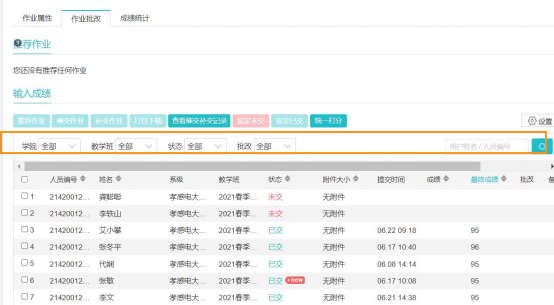 作业属性 作业批改 成绩统计
推荐作业
您还没有推荐任何作业
输入成绩
推荐作业 催交作业 补交作业 打包下载 查看催交补交记录 设定未交 设定已交 统一打分 设置
学院 全部 教学班 全部 状态 全部 批改 全部 用户姓名 / 人员编号
人员编号 姓名 系级 教学班 状态 附件大小 提交时间 成绩 最终成绩 批改
1 21420012... 龚聪聪 孝感电大... 2021春季... 未交 无附件
2 21420012... 李轶山 孝感电大... 2021春季... 未交 无附件
3 21420012... 艾小攀 孝感电大... 2021春季... 已交 无附件 06.22 09:18 95
4 21420012... 张冬平 孝感电大... 2021春季... 已交 无附件 06.17 10:40 96
5 21420012... 代娴 孝感电大... 2021春季... 已交 无附件 06.08 14:14 95
6 21420012... 张敏 孝感电大... 2021春季... 已交 new 无附件 06.17 10:08 95
7 21420012... 李文 孝感电大... 2021春季... 已交 无附件 06.21 14:38 95